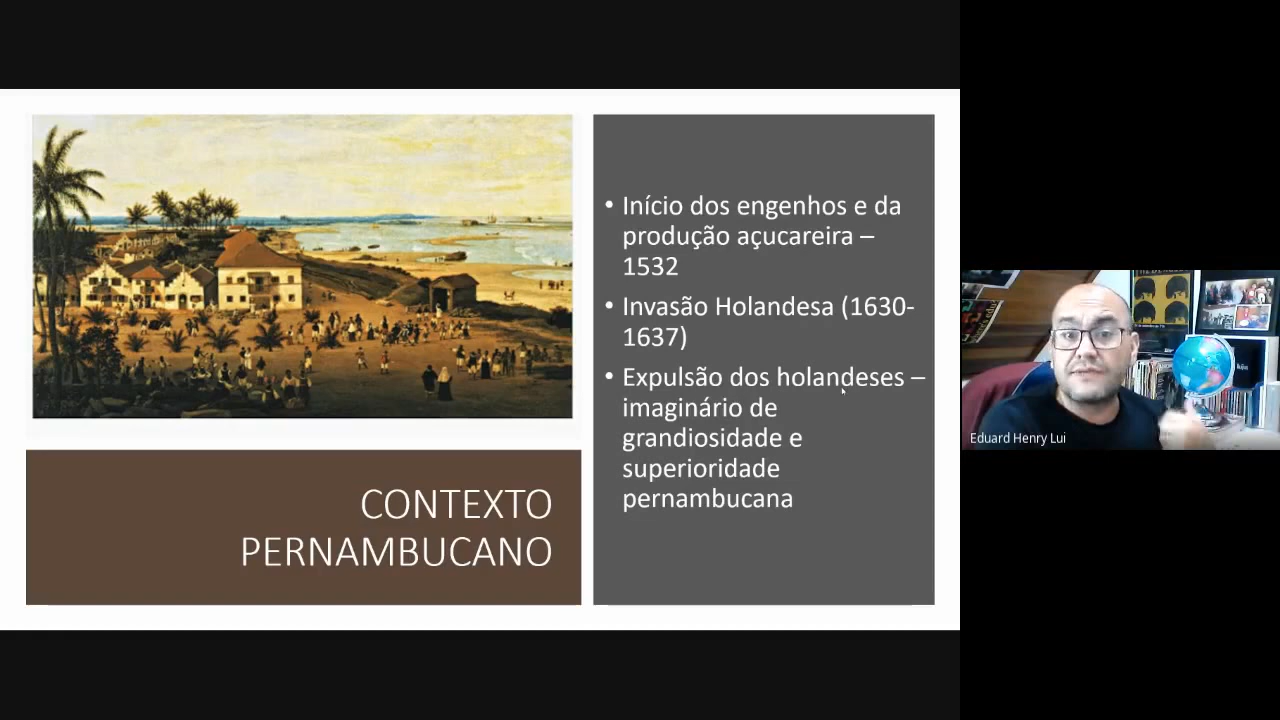 • Início dos engenhos e da
produção açucareira –
1532
• Invasão Holandesa (1630-
1637)
• Expulsão dos holandeses –
imaginário de
grandiosidade e
superioridade
pernambucana
CONTEXTO
PERNAMBUCANO
Eduard Henry Lui